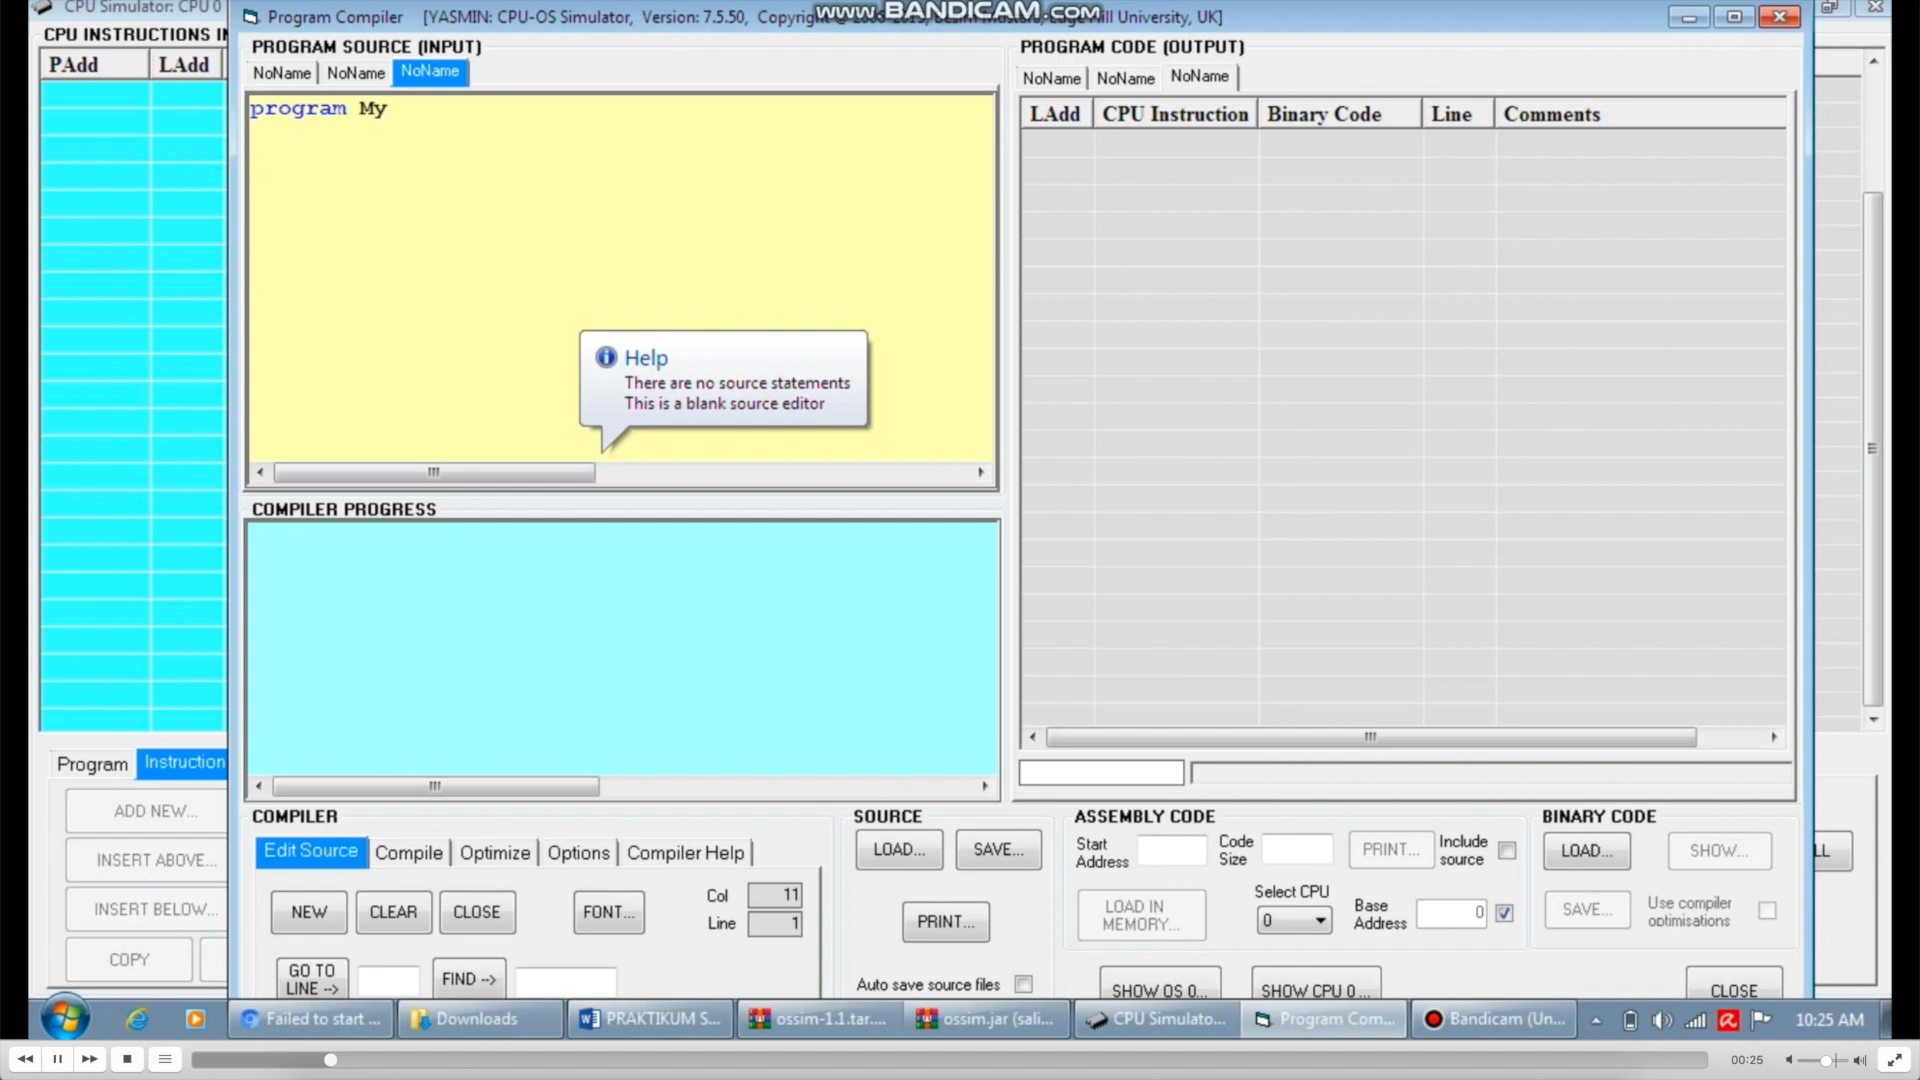 CPU Simulator: CPU 0
Program Compiler [YASMIN: CPU-OS Simulator, Version: 7.5.50, Copyright University, UK]
www.BANDICAM.com
CPU INSTRUCTIONS I
PAdd LAdd
PROGRAM SOURCE (INPUT)
NoName NoName NoName
program My
Help
There are no source statements
This is a blank source editor
COMPILER PROGRESS
PROGRAM CODE (OUTPUT)
NoName NoName NoName
LAdd CPU Instruction Binary Code Line Comments
Program Instruction
ADD NEW...
INSERT ABOVE...
INSERT BELOW...
COPY
COMPILER
Edit Source Compile Optimize Options Compiler Help
NEW CLEAR CLOSE FONT...
Col 11
Line 1
GO TO
LINE -->
FIND -->
SOURCE
LOAD... SAVE...
PRINT...
Auto save source files
ASSEMBLY CODE
Start
Address
Code
Size
PRINT...
Include
source
LOAD IN
MEMORY...
Select CPU
0
Base
Address
0
SHOW OS 0... SHOW CPU 0...
BINARY CODE
LOAD... SHOW...
SAVE...
Use compiler
optimisations
CLOSE
LL
Failed to start ... Downloads PRAKTIKUM S... ossim-1.1.tar.... ossim.jar (sali... CPU Simulato... Program Com... Bandicam (Un... 10:25 AM
00:25